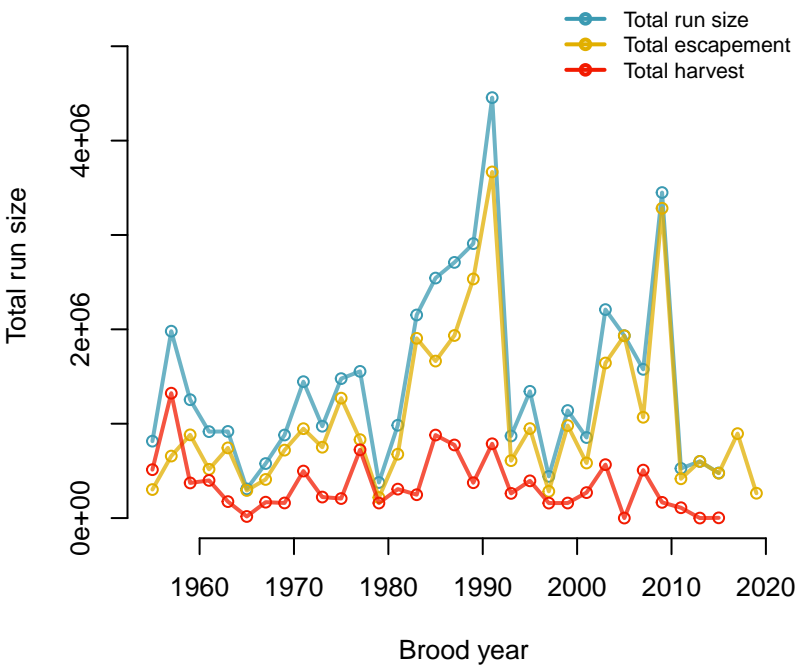 Total run size
Total escapement
Total harvest
Total run size
4e+06
2e+06
0e+00
1960 1970 1980 1990 2000 2010 2020
Brood year